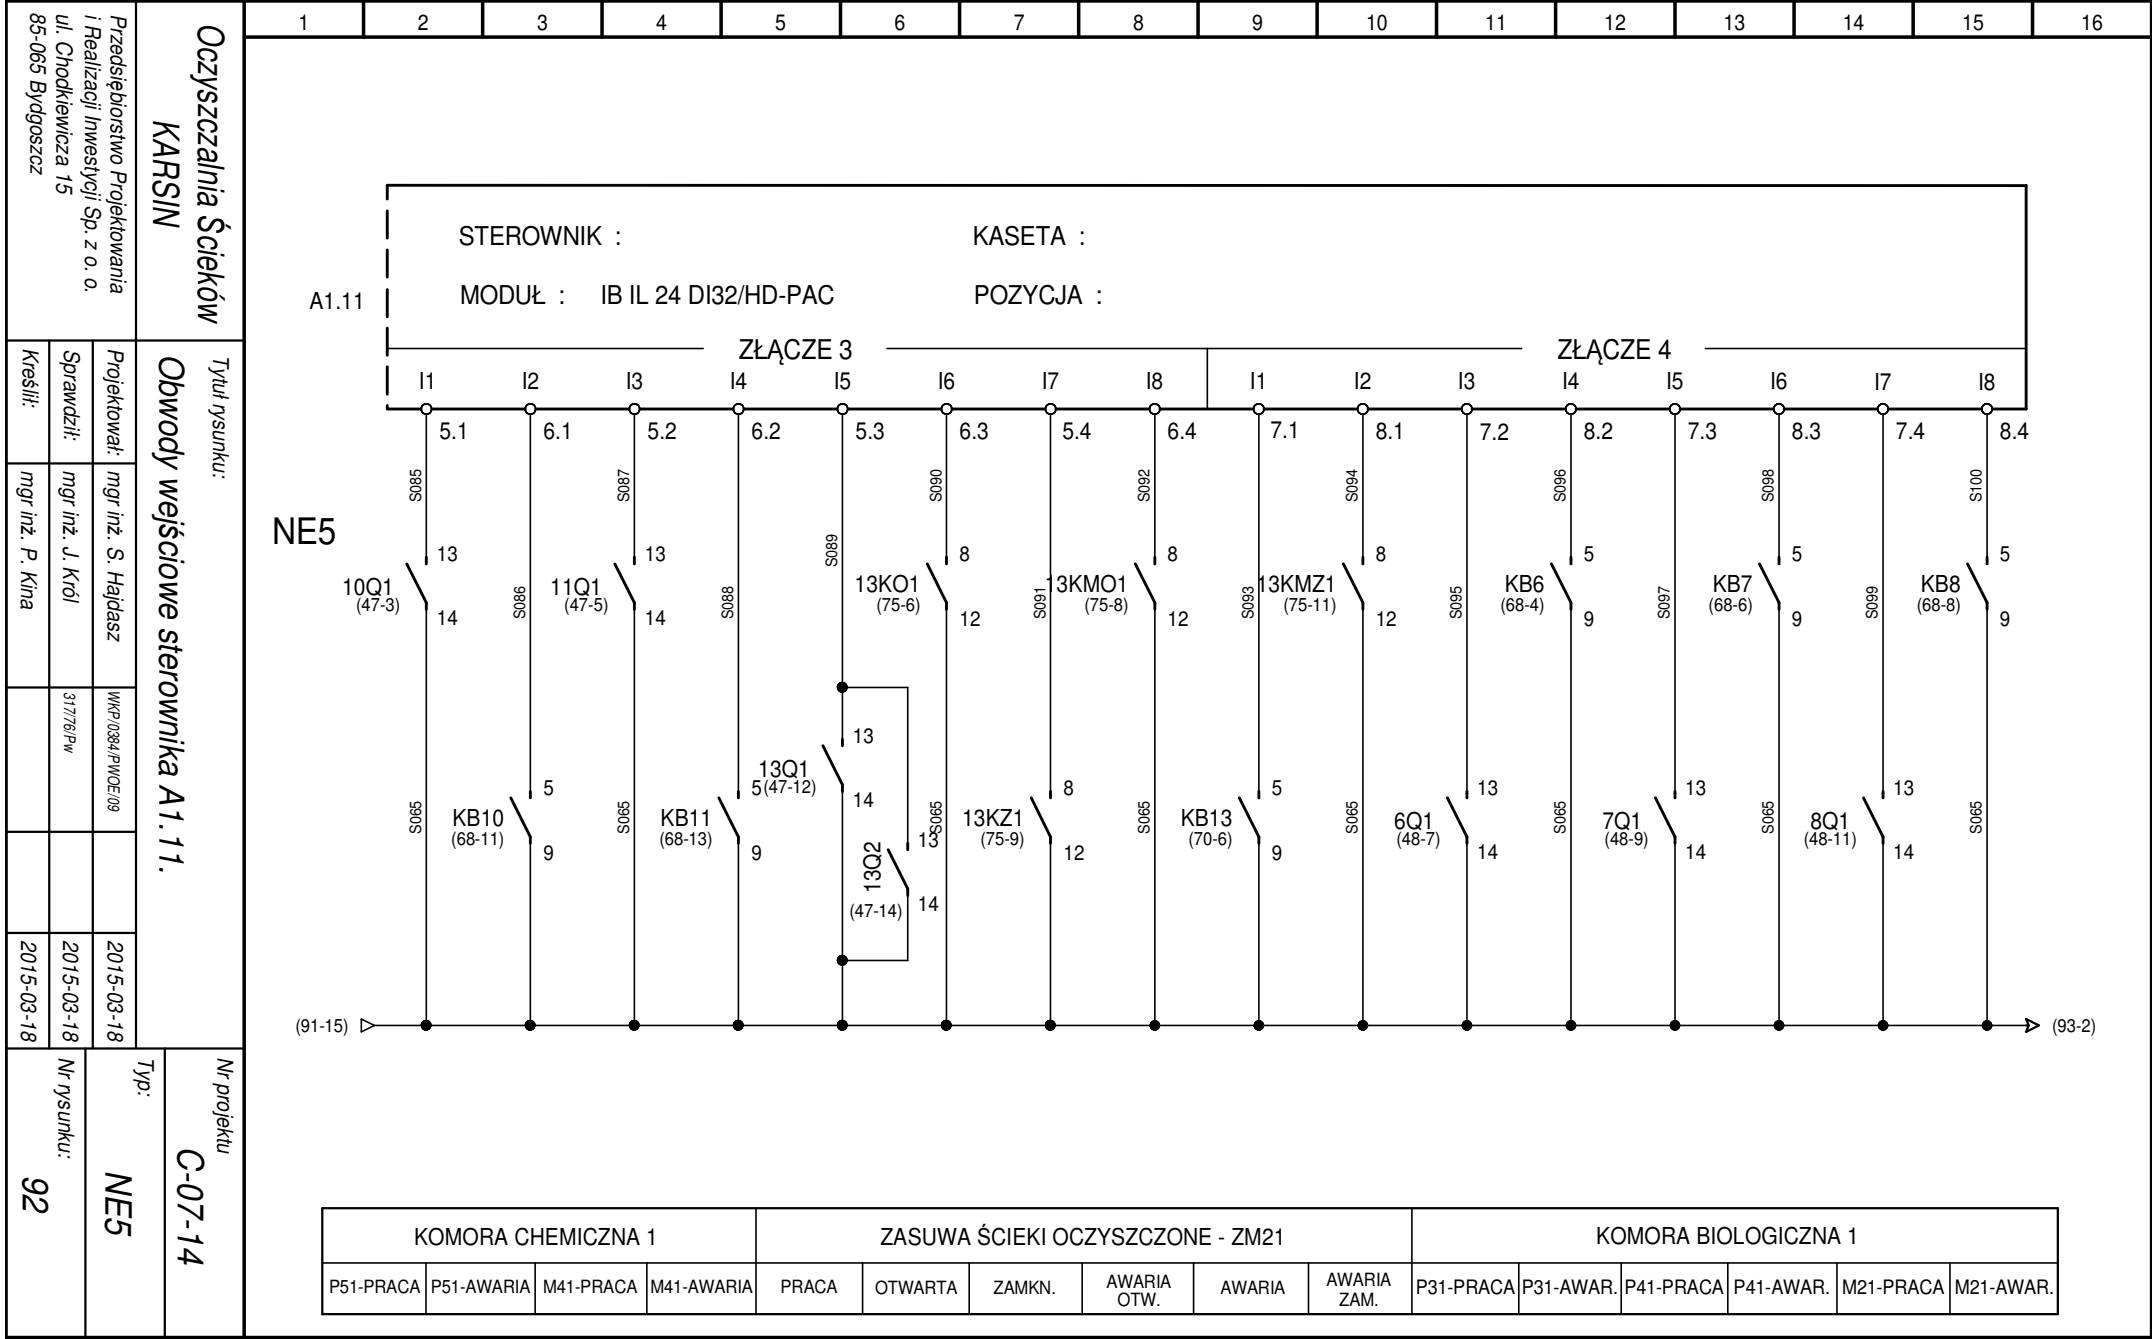 1 2 3 4 5 6 7 8 9 10 11 12 13 14 15 16
Oczyszczalnia Ścieków
KARSIN
Przedsiębiorstwo Projektowania
i Realizacji Inwestycji Sp. z o. o.
ul. Chodkiewicza 15
85-065 Bydgoszcz
Tytuł rysunku:
Obwody wejściowe sterownika A1.11.
Projektował: mgr inż. S. Hajdasz WKP/0384/PWOE/09 2015-03-18
Sprawdził: mgr inż. J. Król 317/76/Pw 2015-03-18
Kreślił: mgr inż. P. Kina 2015-03-18
Nr projektu
C-07-14
Typ:
NE5
Nr rysunku:
92
STEROWNIK : KASETA :
A1.11 MODUŁ : IB IL 24 DI32/HD-PAC POZYCJA :
ZŁĄCZE 3 ZŁĄCZE 4
I1 I2 I3 I4 I5 I6 I7 I8 I1 I2 I3 I4 I5 I6 I7 I8
5.1 6.1 5.2 6.2 5.3 6.3 5.4 6.4 7.1 8.1 7.2 8.2 7.3 8.3 7.4 8.4
S085 S087 S090 S092 S094 S096 S098 S100
NE5
S089
13 13 8 8 8 5 5 5
10Q1 11Q1 13KO1 13KMO1 13KMZ1 KB6 KB7 KB8
(47-3) (47-5) (75-6) (75-8) (75-11) (68-4) (68-6) (68-8)
S086 S088 S091 S093 S095 S097 S099
14 14 12 12 12 9 9 9
13
13Q1
(47-12)
14
5 5 8 5 13 13 13
KB10 KB11 13KZ1 KB13 6Q1 7Q1 8Q1
(68-11) (68-13) (75-9) (70-6) (48-7) (48-9) (48-11)
S065 S065 S065 S065 S065 S065 S065 S065
9 9 12 9 14 14 14
13
13Q2
(47-14)
14
(91-15) (93-2)
KOMORA CHEMICZNA 1 ZASUWA ŚCIEKI OCZYSZCZONE - ZM21 KOMORA BIOLOGICZNA 1
P51-PRACA P51-AWARIA M41-PRACA M41-AWARIA PRACA OTWARTA ZAMKN. AWARIA OTW. AWARIA AWARIA ZAM. P31-PRACA P31-AWAR. P41-PRACA P41-AWAR. M21-PRACA M21-AWAR.